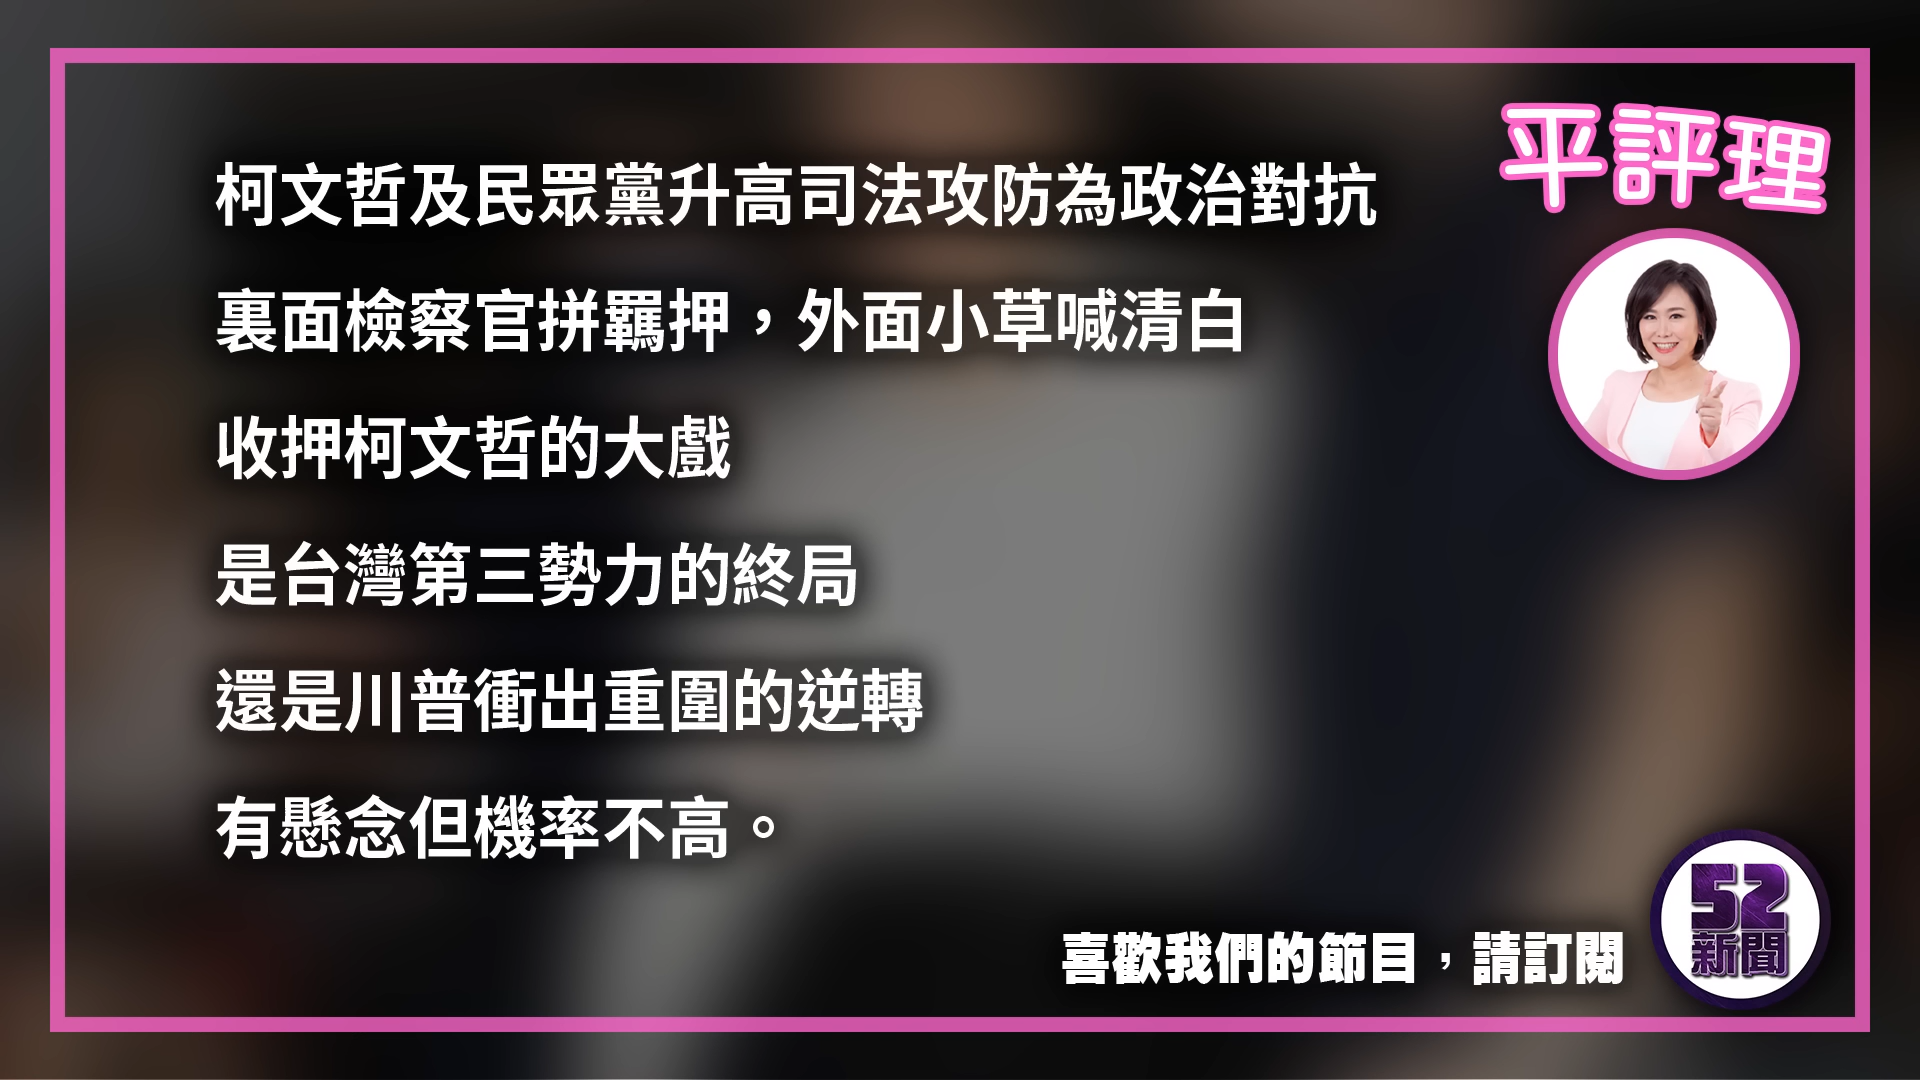 柯文哲及民眾黨升高司法攻防為政治對抗
裏面檢察官拼羈押，外面小草喊清白
收押柯文哲的大戲
是台灣第三勢力的終局
還是川普衝出重圍的逆轉
有懸念但機率不高。
平評理
喜歡我們的節目，請訂閱
52
新聞